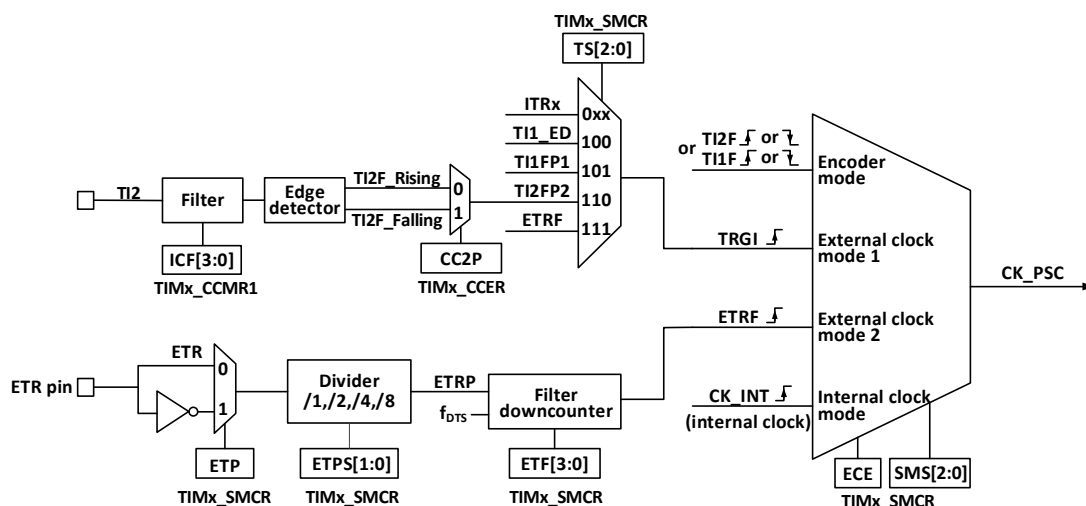 TIMx_SMCR
TS[2:0]
ITRx
0xx
TI1_ED
100
TI1FP1
101
TI2FP2
110
ETRF
111
TI2
Filter
Edge
detector
TI2F_Rising
TI2F_Falling
0
1
ICF[3:0]
TIMx_CCMR1
CC2P
TIMx_CCER
TI2F or
or TI1F or
Encoder
mode
TRGI
External clock
mode 1
CK_PSC
ETRF
External clock
mode 2
CK_INT
(internal clock)
Internal clock
mode
ECE
SMS[2:0]
TIMx_SMCR
ETR pin
ETR
0
1
Divider
/1,/2,/4,/8
ETRP
fDTS
Filter
downcounter
ETP
TIMx_SMCR
ETPS[1:0]
TIMx_SMCR
ETF[3:0]
TIMx_SMCR